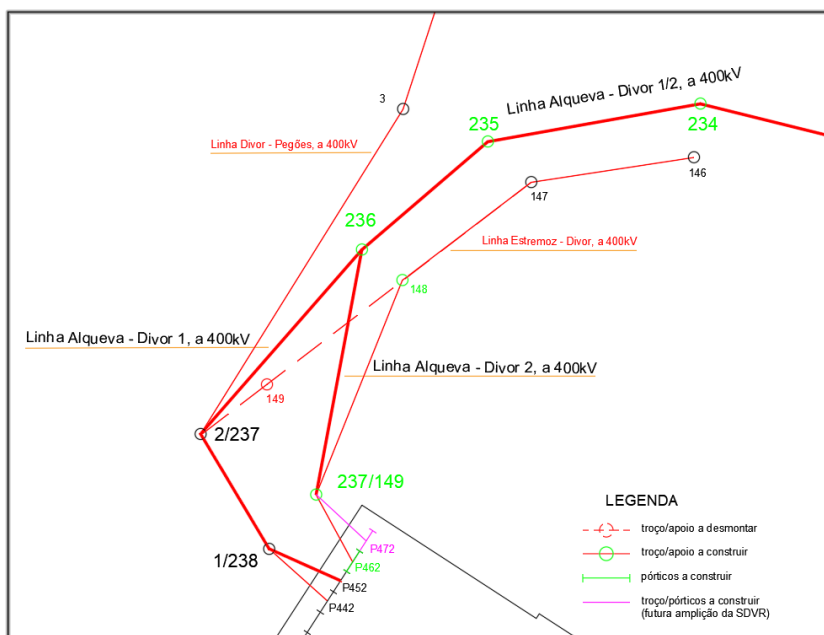 Linha Alqueva - Divor 1/2, a 400kV
3
235
234
Linha Divor - Pegões, a 400kV
146
147
236
Linha Estremoz - Divor, a 400kV
148
Linha Alqueva - Divor 1, a 400kV
Linha Alqueva - Divor 2, a 400kV
149
2/237
237/149
LEGENDA
troço/apoio a desmontar
P472
1/238
troço/apoio a construir
P462
pórticos a construir
P452
troço/pórticos a construir
P442
(futura amplição da SDVR)